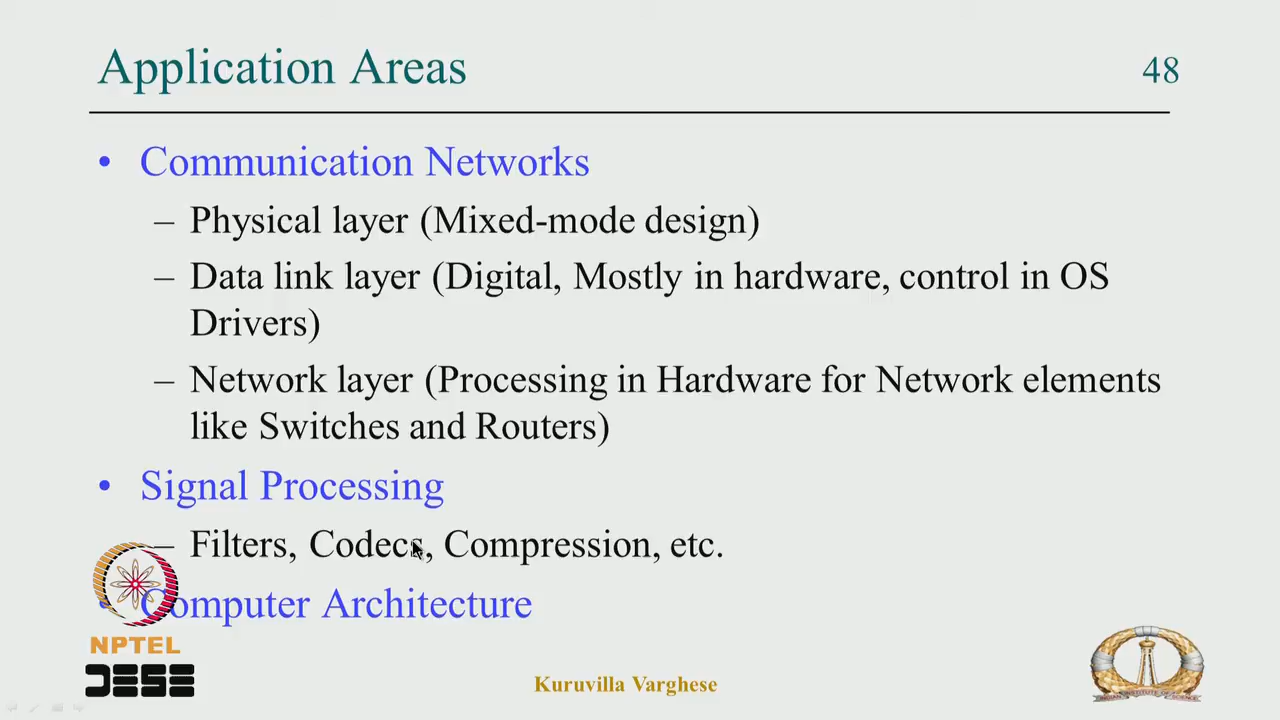 Application Areas
48
• Communication Networks
– Physical layer (Mixed-mode design)
– Data link layer (Digital, Mostly in hardware, control in OS
Drivers)
– Network layer (Processing in Hardware for Network elements
like Switches and Routers)
• Signal Processing
– Filters, Codecs, Compression, etc.
• Computer Architecture
NPTEL
DESE
Kuruvilla Varghese